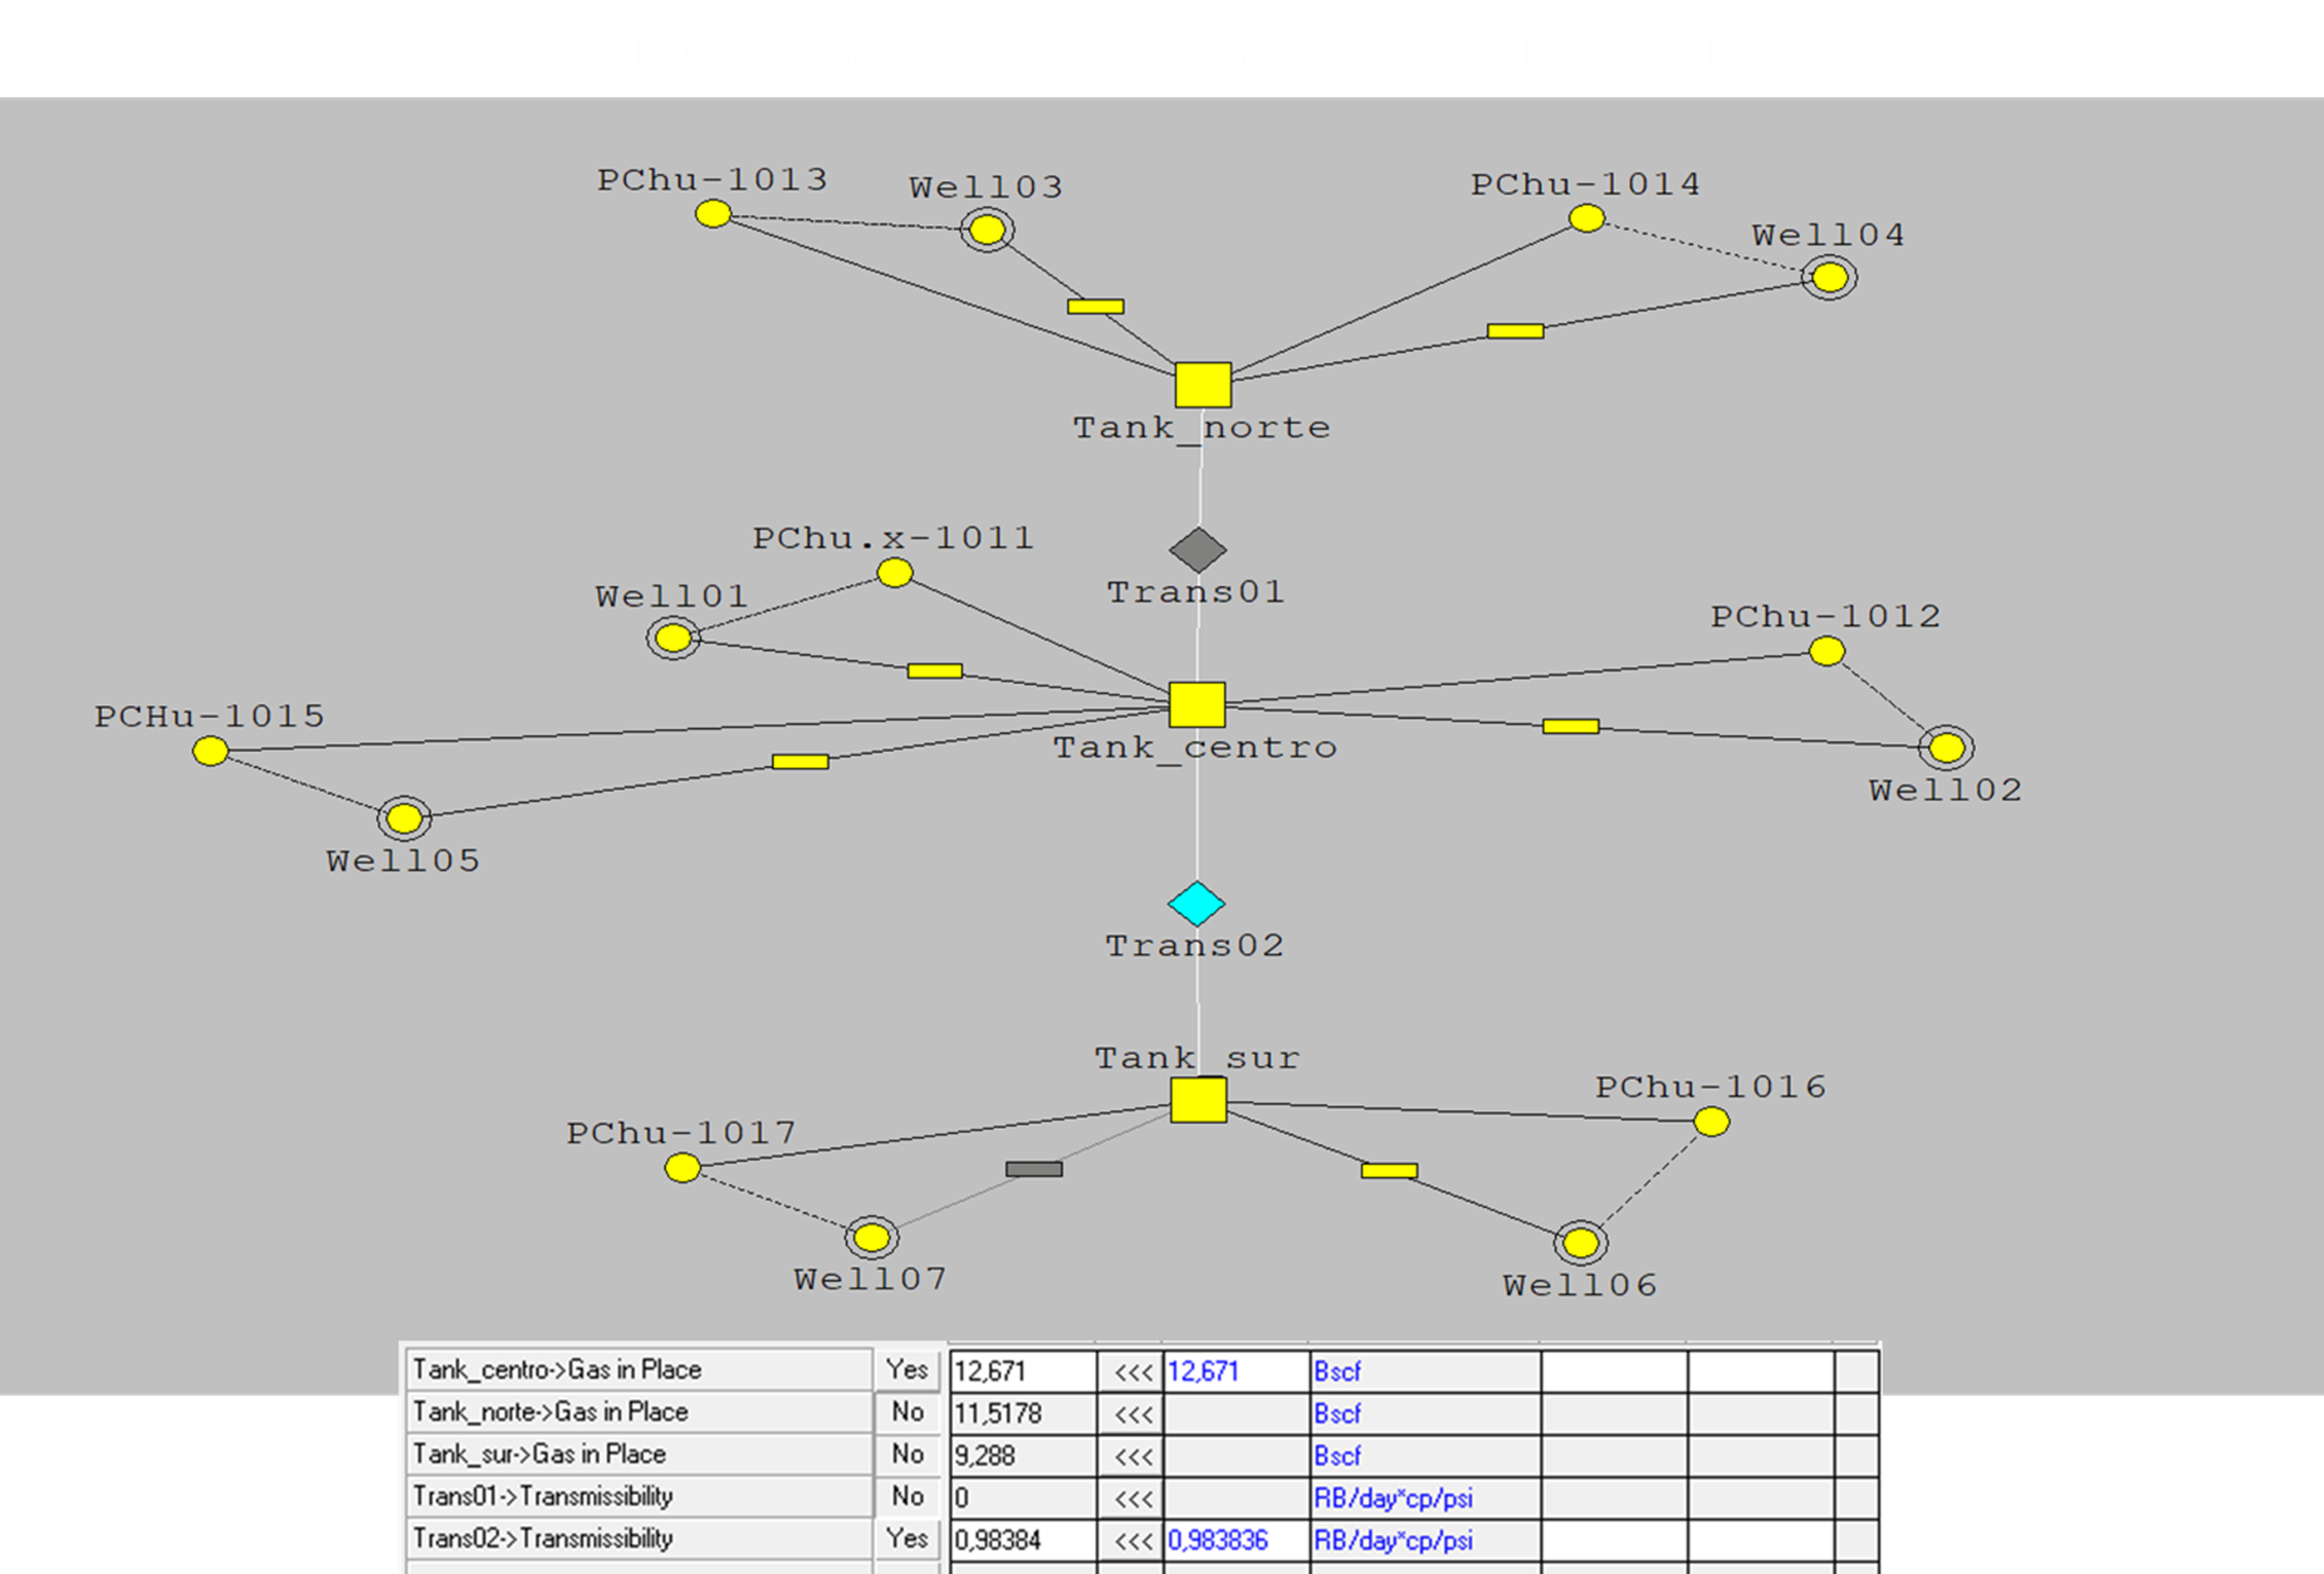 PChu-1013
Well03
PChu-1014
Well04
Tank_norte
PChu.x-1011
Trans01
Well01
PChu-1012
PCHu-1015
Tank_centro
Well02
Well05
Trans02
Tank_sur
PChu-1016
PChu-1017
Well07
Well06
Tank_centro->Gas in Place Yes 12,671 <<< 12,671 Bscf
Tank_norte->Gas in Place No 11,5178 <<< Bscf
Tank_sur->Gas in Place No 9,288 <<< Bscf
Trans01->Transmissibility No 0 <<< RB/day*cp/psi
Trans02->Transmissibility Yes 0,98384 <<< 0,983836 RB/day*cp/psi